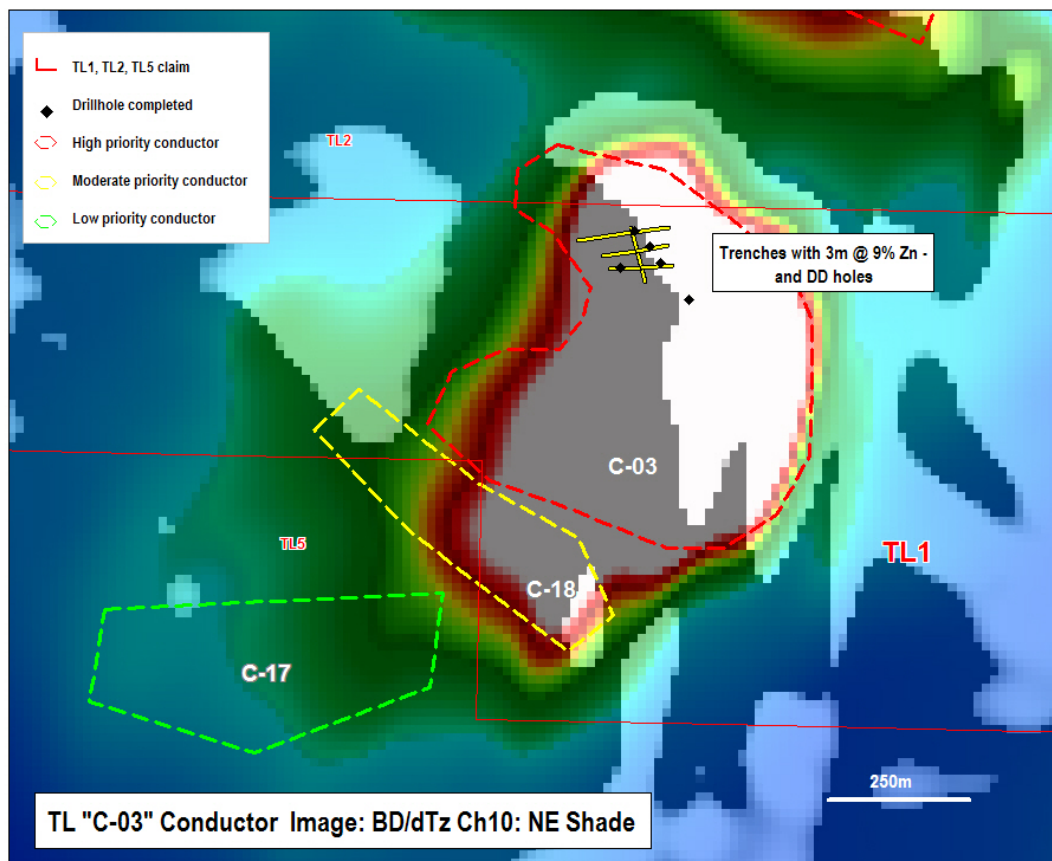 TL1, TL2, TL5 claim
Drillhole completed
High priority conductor
Moderate priority conductor
Low priority conductor
TL2
Trenches with 3m @ 9% Zn -
and DD holes
C-03
TL5
TL1
C-18
C-17
250m
TL "C-03" Conductor Image: BD/dTz Ch10: NE Shade